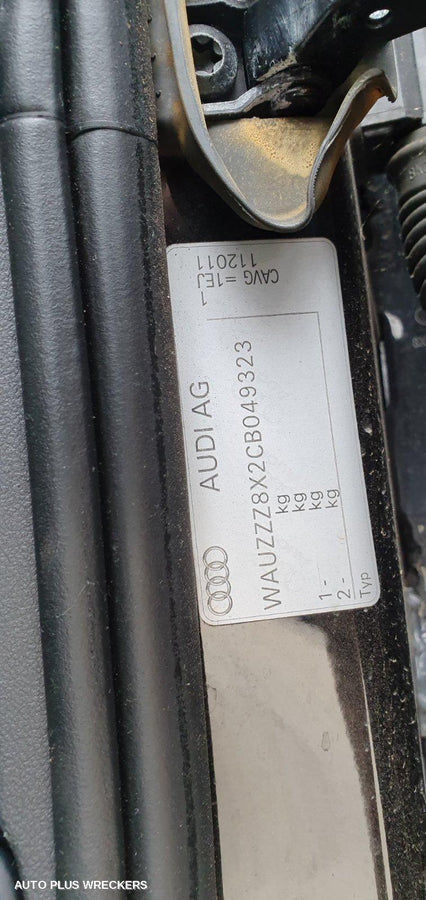 AUDI AG
WAUZZZ8X2CB049323
kg
kg
kg
kg
1 -
2 -
Typ
CAVG =1EJ 1
112011
AUTO PLUS WRECKERS